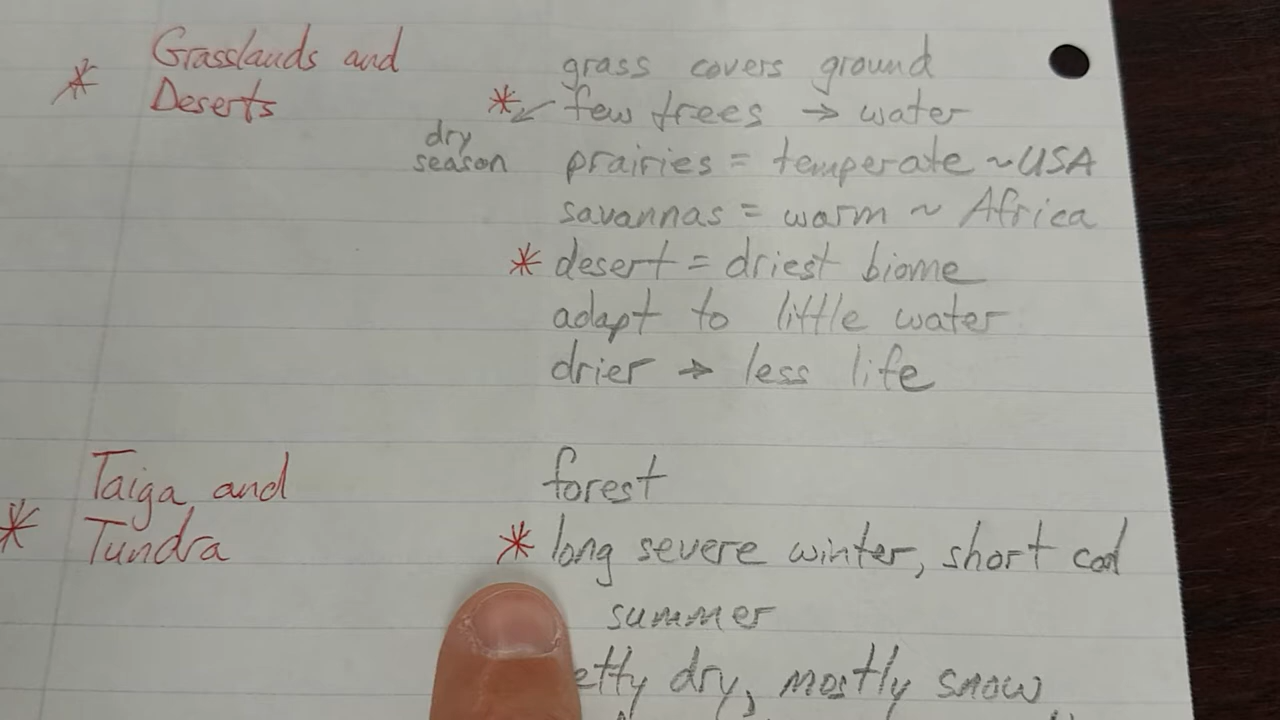 Grasslands and
* Deserts
grass covers ground
* ↙ few trees → water
dry
season
prairies = temperate ~ USA
savannas = warm ~ Africa
* desert = driest biome
adapt to little water
drier → less life
Taiga and
* Tundra
forest
* long severe winter, short cool
summer
etty dry, mostly snow